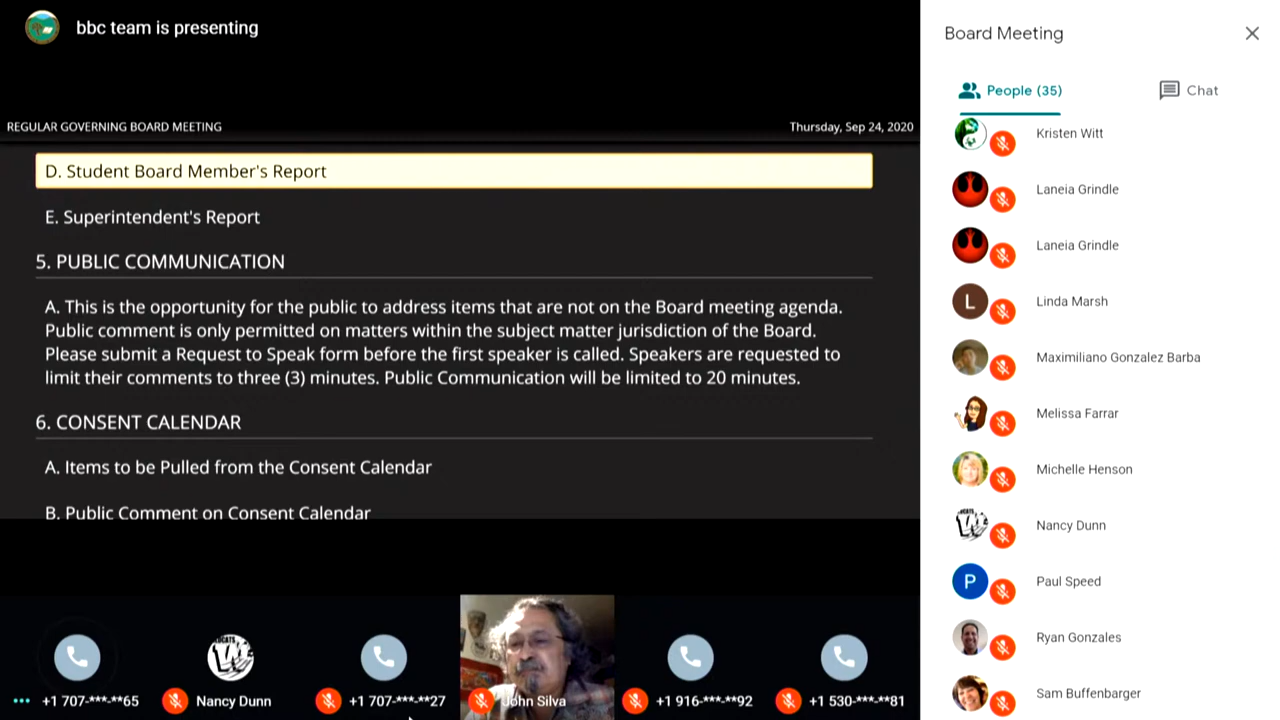 bbc team is presenting
REGULAR GOVERNING BOARD MEETING
Thursday, Sep 24, 2020
D. Student Board Member's Report
E. Superintendent's Report
5. PUBLIC COMMUNICATION
A. This is the opportunity for the public to address items that are not on the Board meeting agenda.
Public comment is only permitted on matters within the subject matter jurisdiction of the Board.
Please submit a Request to Speak form before the first speaker is called. Speakers are requested to
limit their comments to three (3) minutes. Public Communication will be limited to 20 minutes.
6. CONSENT CALENDAR
A. Items to be Pulled from the Consent Calendar
B. Public Comment on Consent Calendar
+1 707-***-**65
Nancy Dunn
+1 707-***-**27
John Silva
+1 916-***-**92
+1 530-***-**81
Board Meeting
People (35)
Chat
Kristen Witt
Laneia Grindle
Laneia Grindle
L
Linda Marsh
Maximiliano Gonzalez Barba
Melissa Farrar
Michelle Henson
Nancy Dunn
P
Paul Speed
Ryan Gonzales
Sam Buffenbarger